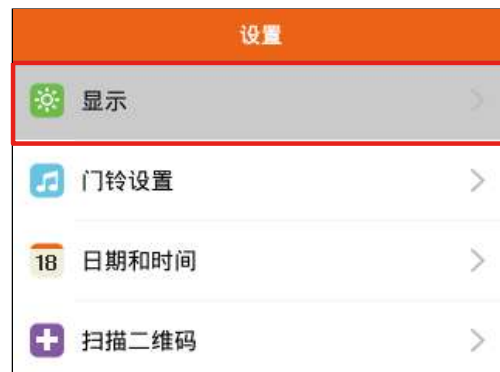 设置
显示
门铃设置
18 日期和时间
扫描二维码